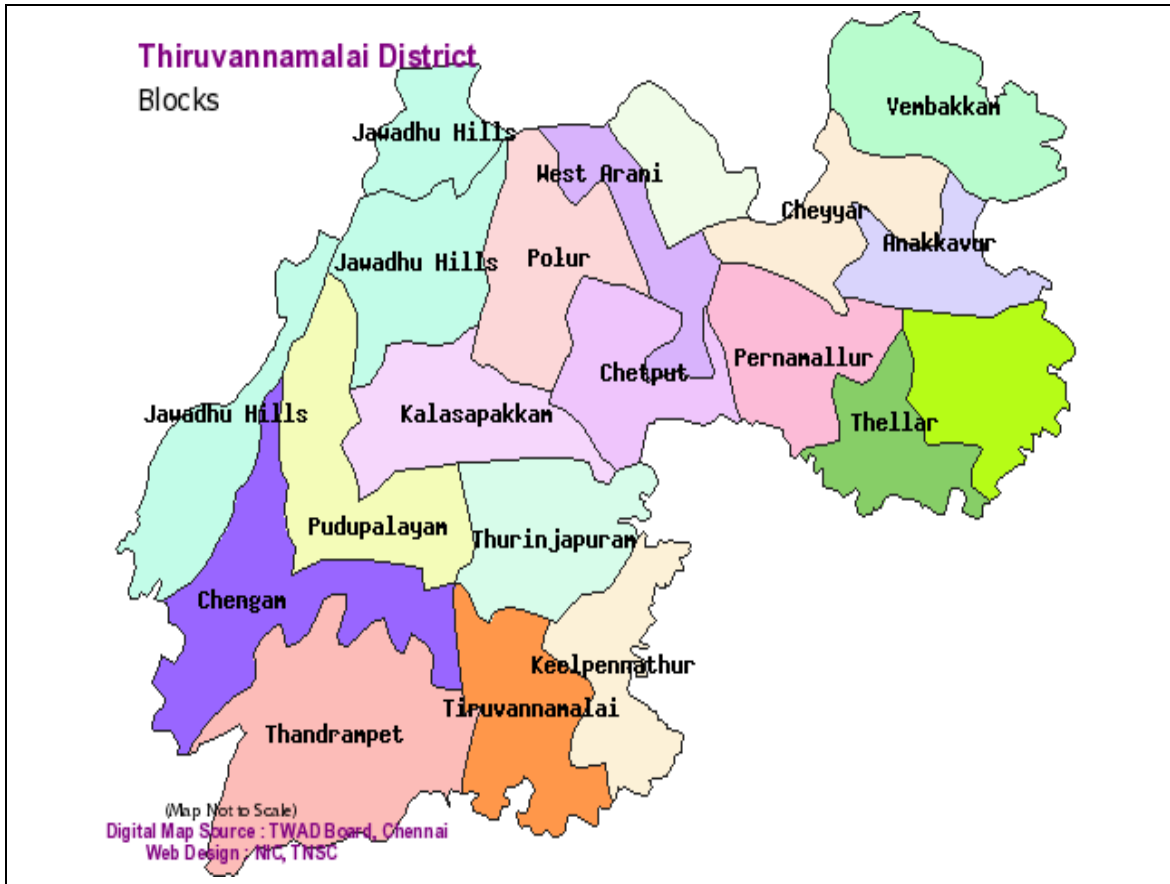 Thiruvannamalai District
Blocks
Vembakkam
Jawadhu Hills
West Arani
Cheyyar
Anakkavur
Jawadhu Hills
Polur
Pernamallur
Chetput
Jawadhu Hills
Kalasapakkam
Thellar
Pudupalayam
Thurinjapuram
Chengam
Keelpennathur
Tiruvannamalai
Thandrampet
(Map Not to Scale)
Digital Map Source : TWAD Board, Chennai
Web Design : NIC, TNSC